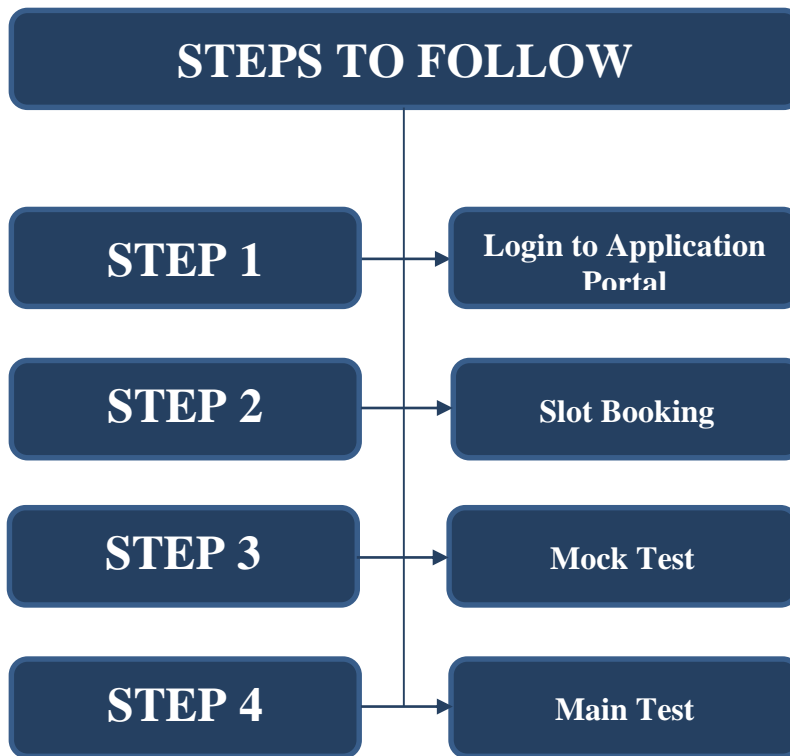 STEPS TO FOLLOW
STEP 1
Login to Application
Portal
STEP 2
Slot Booking
STEP 3
Mock Test
STEP 4
Main Test